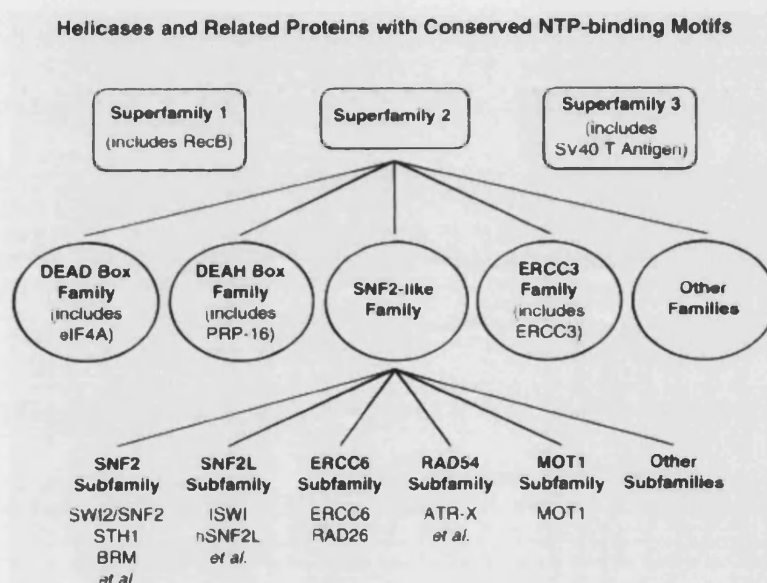 Helicases and Related Proteins with Conserved NTP-binding Motifs
Superfamily 1
(includes RecB)
Superfamily 2
Superfamily 3
(includes
SV40 T Antigen)
DEAD Box
Family
(includes
eIF4A)
DEAH Box
Family
(includes
PRP-16)
SNF2-like
Family
ERCC3
Family
(includes
ERCC3)
Other
Families
SNF2
Subfamily
SWI2/SNF2
STH1
BRM
et al.
SNF2L
Subfamily
ISWI
hSNF2L
et al.
ERCC6
Subfamily
ERCC6
RAD26
RAD54
Subfamily
ATR-X
et al.
MOT1
Subfamily
MOT1
Other
Subfamilies